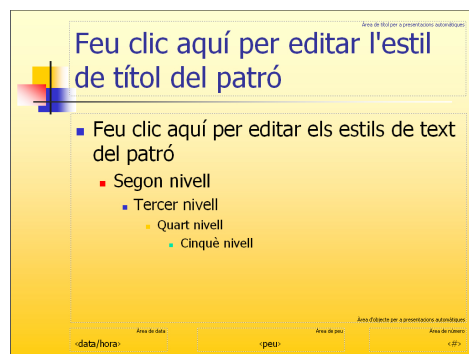 Àrea de títol per a presentacions automàtiques
Feu clic aquí per editar l'estil
de títol del patró
Feu clic aquí per editar els estils de text
del patró
Segon nivell
Tercer nivell
Quart nivell
Cinquè nivell
Àrea d'objecte per a presentacions automàtiques
Àrea de data
Àrea de peu
Àrea de número
<data/hora>
<peu>
<#>